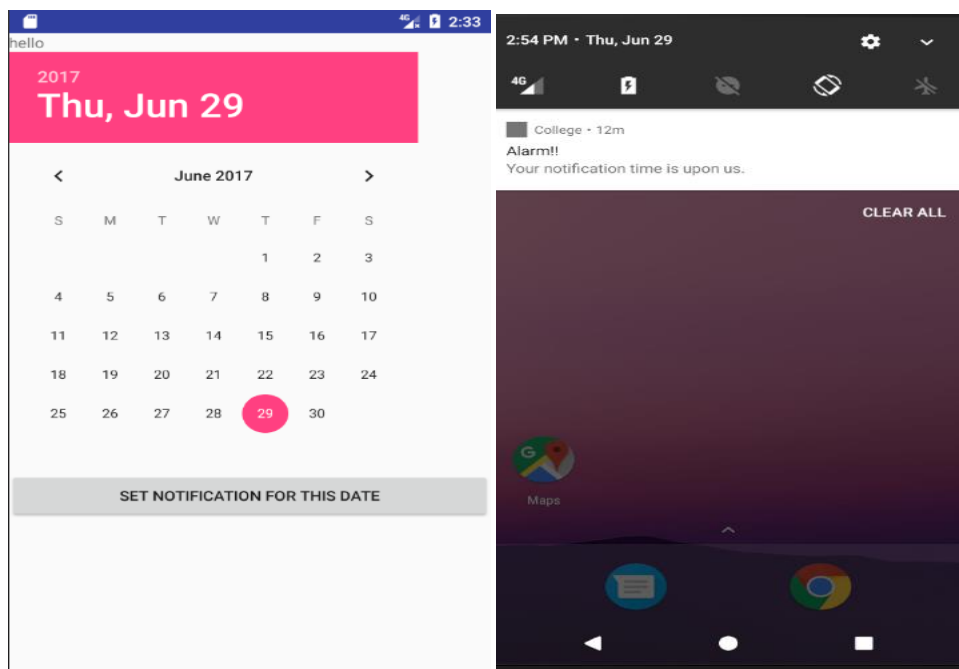 4G 2:33
hello
2017
Thu, Jun 29
June 2017
S M T W T F S
1 2 3
4 5 6 7 8 9 10
11 12 13 14 15 16 17
18 19 20 21 22 23 24
25 26 27 28 29 30
SET NOTIFICATION FOR THIS DATE
2:54 PM • Thu, Jun 29
4G
College • 12m
Alarm!!
Your notification time is upon us.
CLEAR ALL
G
Maps